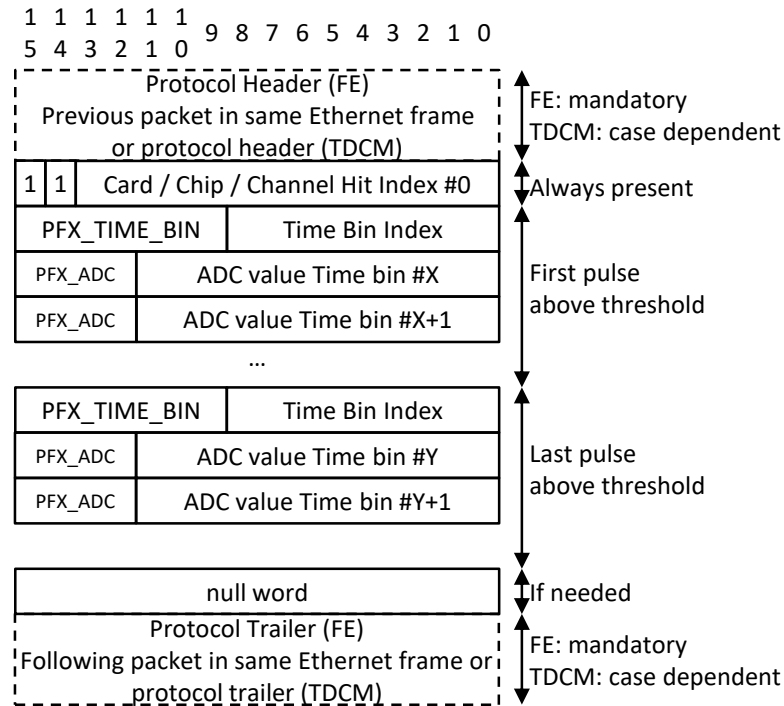 1 1 1 1 1 1
5 4 3 2 1 0 9 8 7 6 5 4 3 2 1 0
Protocol Header (FE)
Previous packet in same Ethernet frame
or protocol header (TDCM)
FE: mandatory
TDCM: case dependent
1 1 Card / Chip / Channel Hit Index #0
Always present
PFX_TIME_BIN Time Bin Index
PFX_ADC ADC value Time bin #X
PFX_ADC ADC value Time bin #X+1
First pulse
above threshold
...
PFX_TIME_BIN Time Bin Index
PFX_ADC ADC value Time bin #Y
PFX_ADC ADC value Time bin #Y+1
Last pulse
above threshold
null word
If needed
Protocol Trailer (FE)
Following packet in same Ethernet frame or
protocol trailer (TDCM)
FE: mandatory
TDCM: case dependent